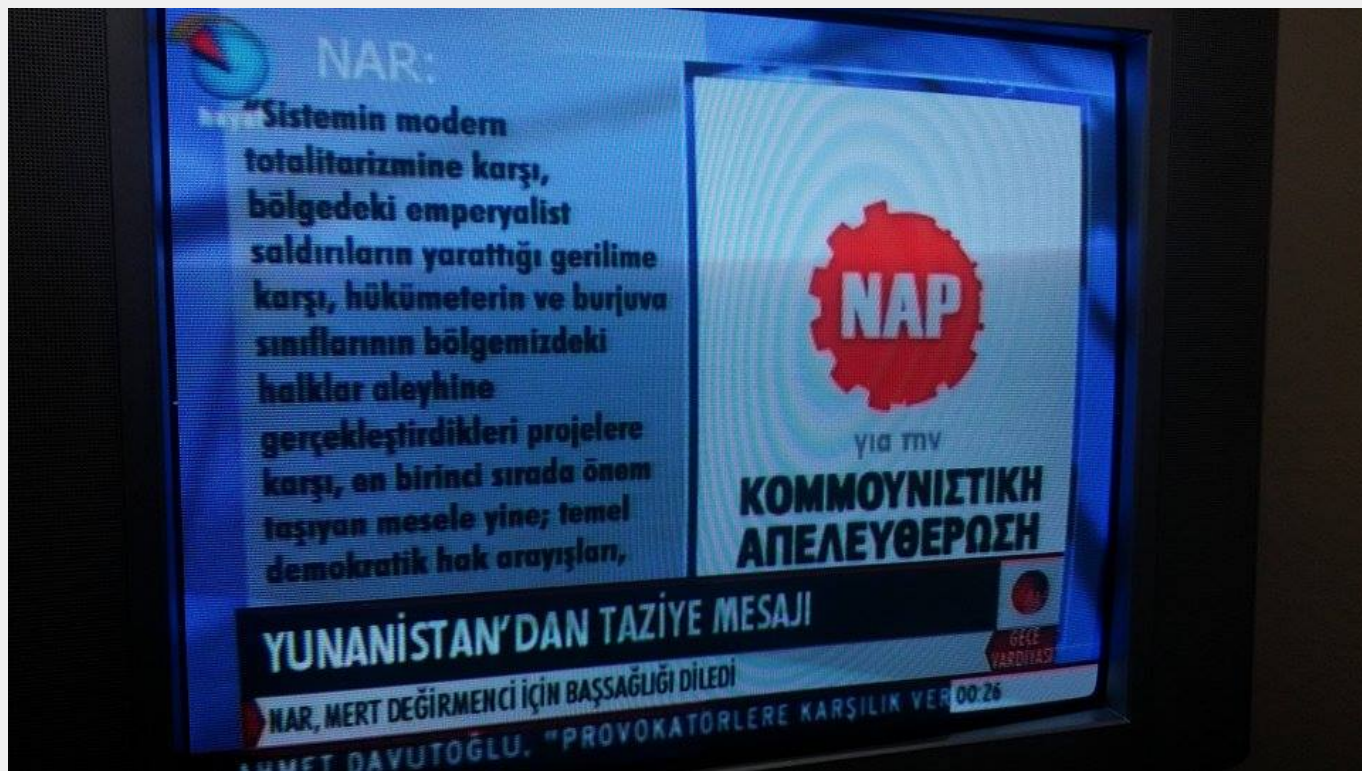 NAR:
"Sistemin modern
totalitarizmine karşı,
bölgedeki emperyalist
saldırıların yarattığı gerilime
karşı, hükümeterin ve burjuva
sınıflarının bölgemizdeki
halklar aleyhine
gerçekleştirdikleri projelere
karşı, en birinci sırada önem
taşıyan mesele yine; temel
demokratik hak arayışları,
ΝΑΡ
για την
ΚΟΜΜΟΥΝΙΣΤΙΚΗ
ΑΠΕΛΕΥΘΕΡΩΣΗ
YUNANİSTAN'DAN TAZİYE MESAJI
GECE
VARDİYASI
NAR, MERT DEĞİRMENCİ İÇİN BAŞSAĞLIĞI DİLEDİ
00:26
AHMET DAVUTOĞLU, "PROVOKATÖRLERE KARŞILIK VER